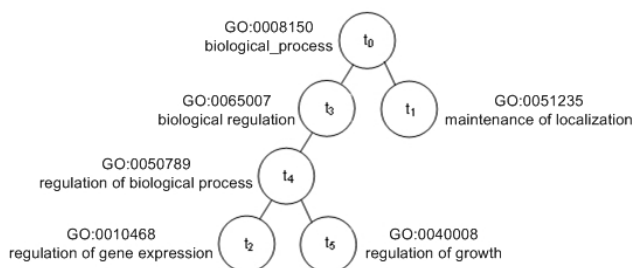 GO:0008150
biological_process
t0
GO:0065007
biological regulation
t3
t1
GO:0051235
maintenance of localization
GO:0050789
regulation of biological process
t4
GO:0010468
regulation of gene expression
t2
t5
GO:0040008
regulation of growth